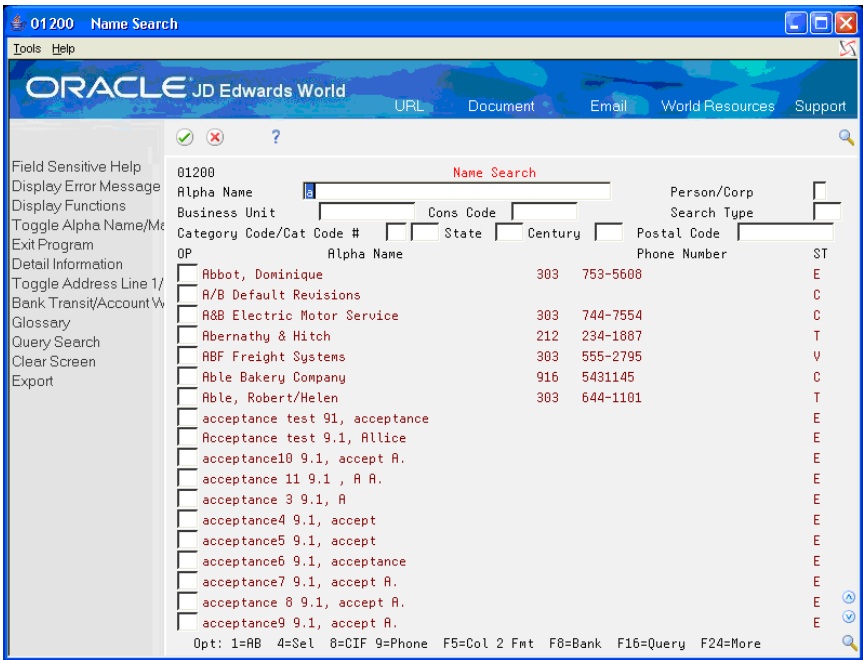 01200 Name Search
Tools Help
ORACLE JD Edwards World
URL Document Email World Resources Support
?
Field Sensitive Help
Display Error Message
Display Functions
Toggle Alpha Name/Ma
Exit Program
Detail Information
Toggle Address Line 1/
Bank Transit/Account W
Glossary
Query Search
Clear Screen
Export
01200 Name Search
Alpha Name a Person/Corp
Business Unit Cons Code Search Type
Category Code/Cat Code # State Century Postal Code
OP Alpha Name Phone Number ST
Abbot, Dominique 303 753-5608 E
A/B Default Revisions C
A&B Electric Motor Service 303 744-7554 C
Abernathy & Hitch 212 234-1887 T
ABF Freight Systems 303 555-2795 V
Able Bakery Company 916 5431145 C
Able, Robert/Helen 303 644-1101 T
acceptance test 91, acceptance E
Acceptance test 9.1, Allice E
acceptance10 9.1, accept A. E
acceptance 11 9.1 , A A. E
acceptance 3 9.1, A E
acceptance4 9.1, accept E
acceptance5 9.1, accept E
acceptance6 9.1, acceptance E
acceptance7 9.1, accept A. E
acceptance 8 9.1, accept A. E
acceptance9 9.1, accept A. E
Opt: 1=AB 4=Sel 8=CIF 9=Phone F5=Col 2 Fmt F8=Bank F16=Query F24=More